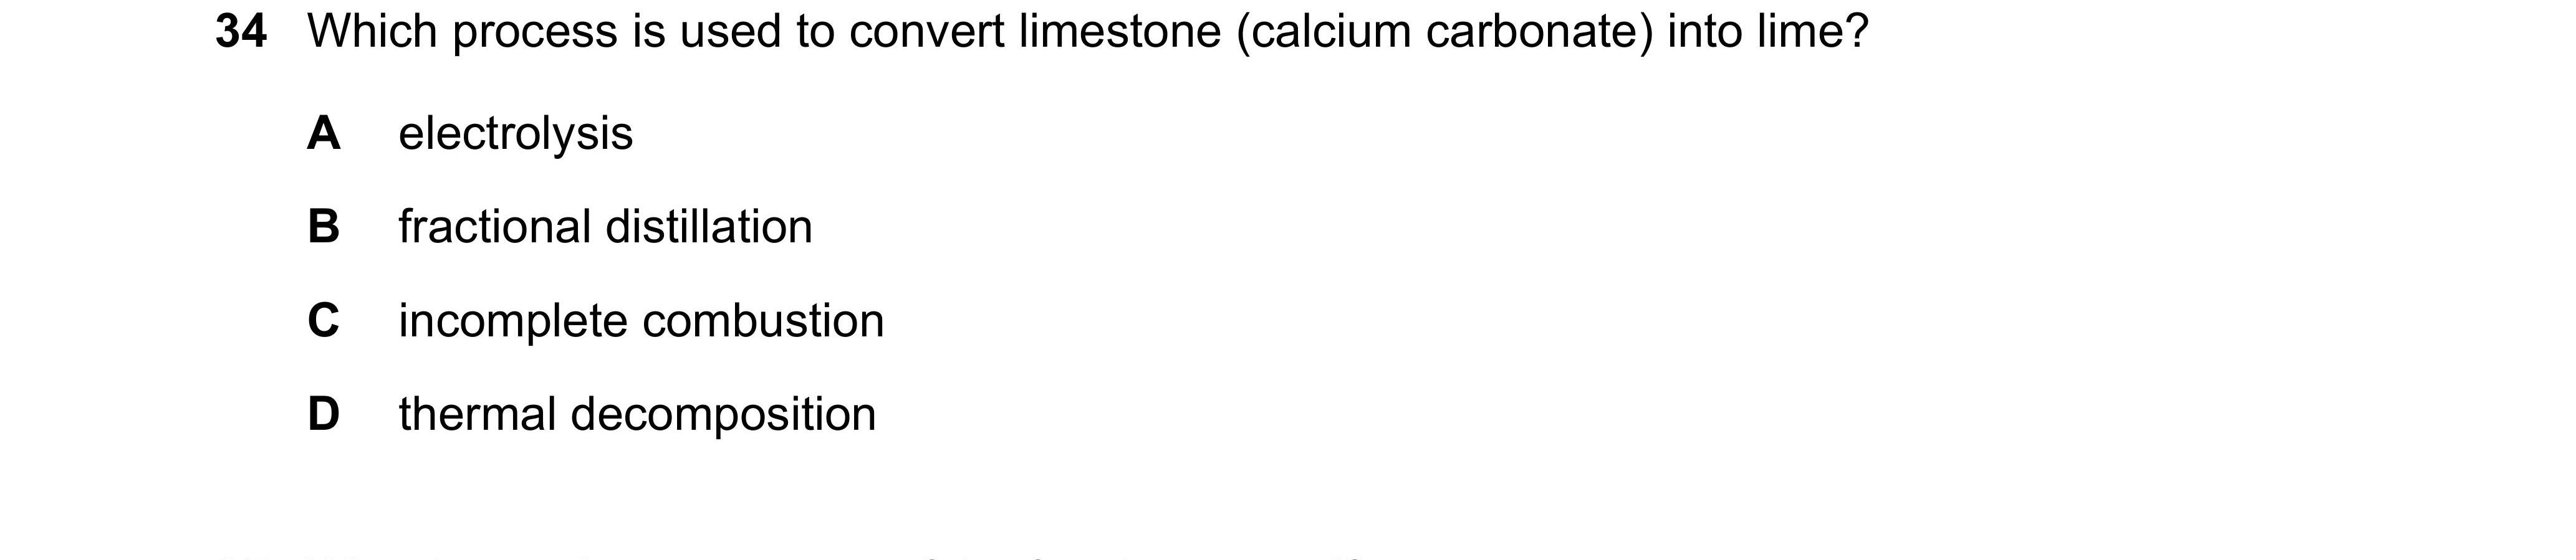 34 Which process is used to convert limestone (calcium carbonate) into lime?
A electrolysis
B fractional distillation
C incomplete combustion
D thermal decomposition